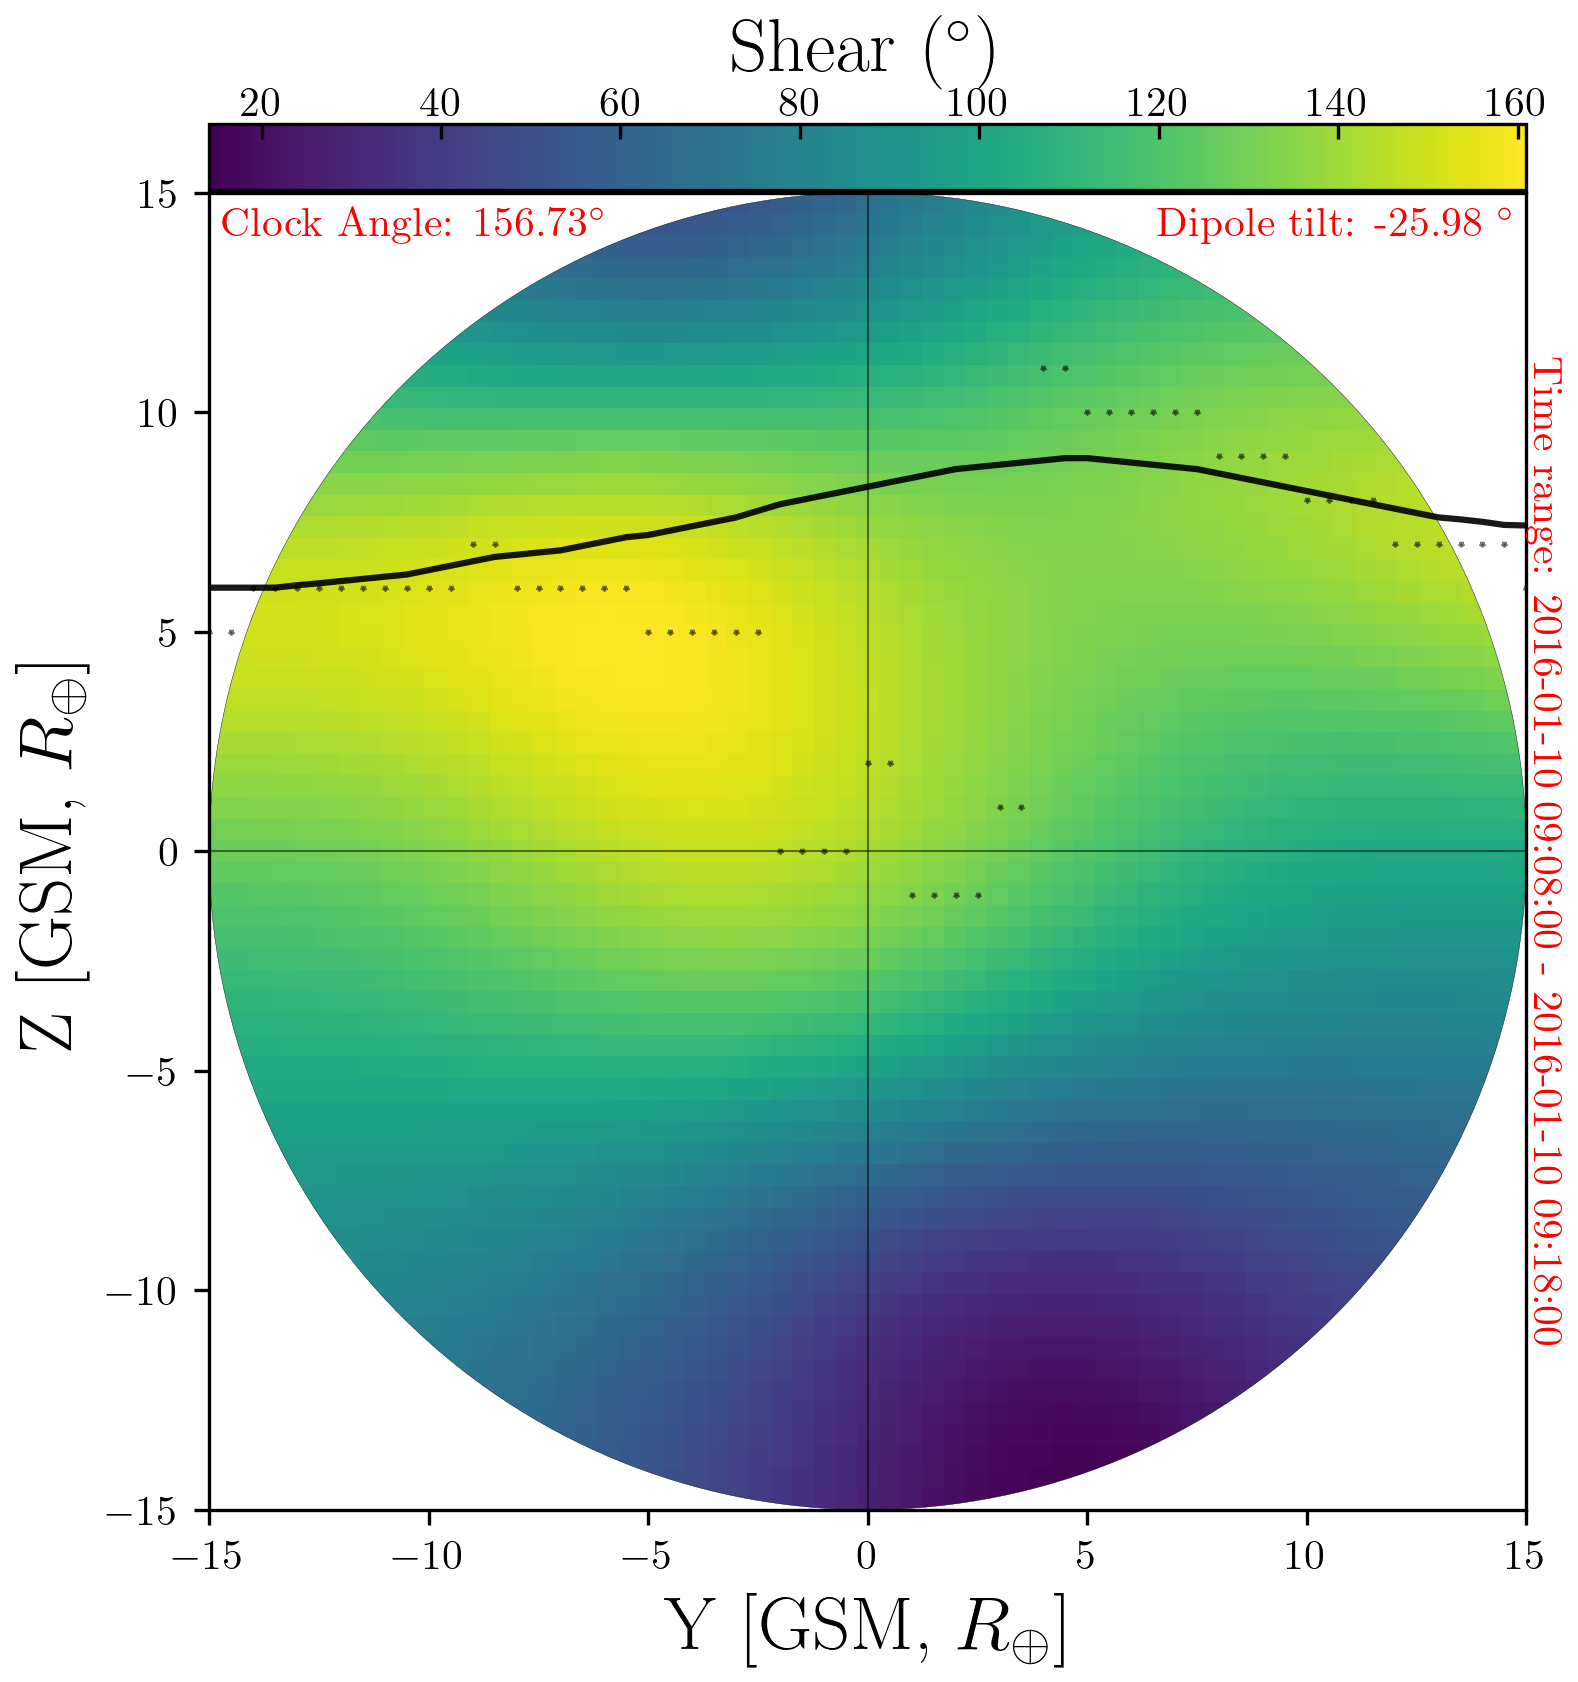 Shear (°)
20 40 60 80 100 120 140 160
Clock Angle: 156.73°
Dipole tilt: -25.98 °
Time range: 2016-01-10 09:08:00 - 2016-01-10 09:18:00
15
10
5
0
−5
−10
−15
Z [GSM, R⊕]
−15 −10 −5 0 5 10 15
Y [GSM, R⊕]